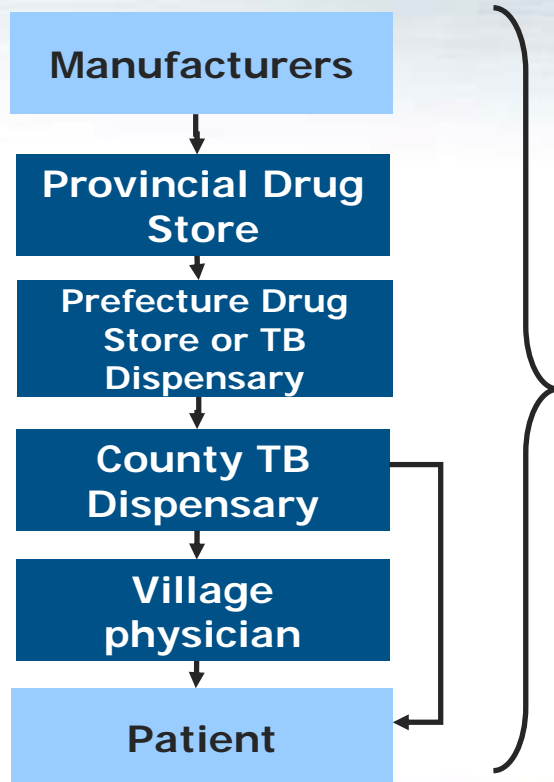 Manufacturers
Provincial Drug
Store
Prefecture Drug
Store or TB
Dispensary
County TB
Dispensary
Village
physician
Patient